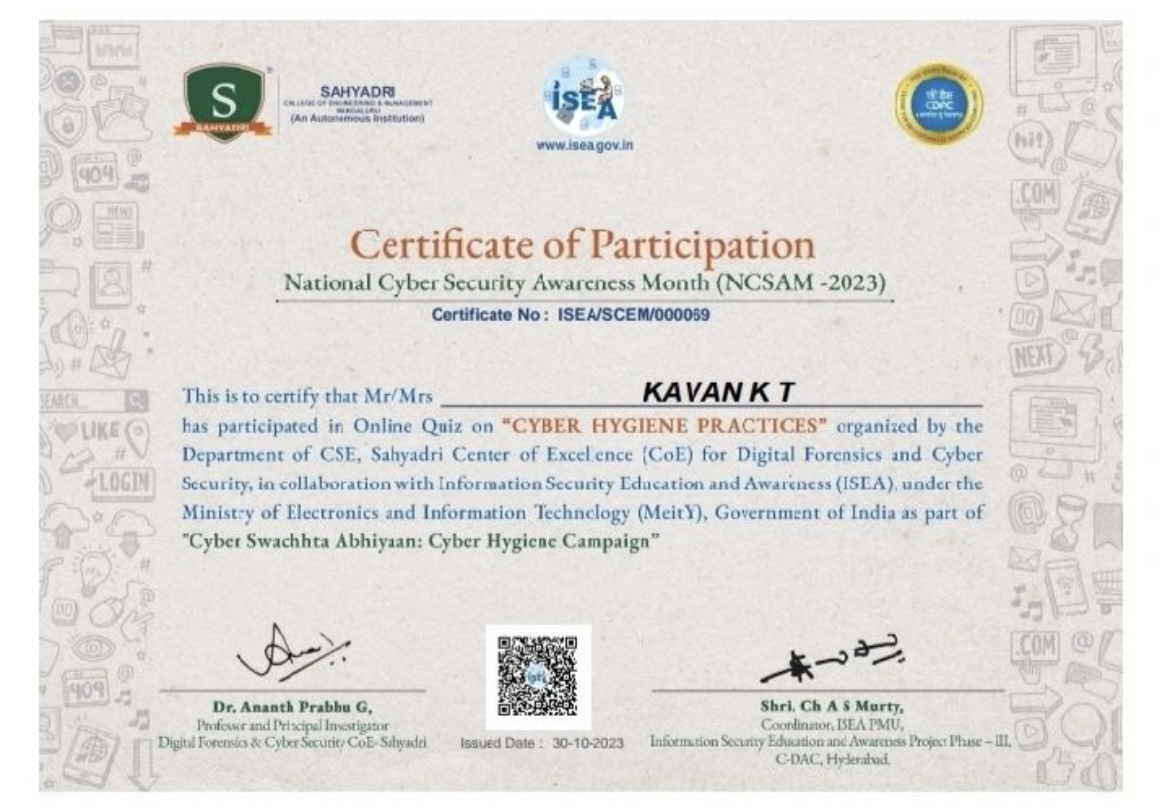 SAHYADRI
COLLEGE OF ENGINEERING & MANAGEMENT
MANGALURU
(An Autonomous Institution)
S
SAHYADRI
ISEA
www.isea.gov.in
सी डैक
CDAC
Certificate of Participation
National Cyber Security Awareness Month (NCSAM -2023)
Certificate No : ISEA/SCEM/000069
This is to certify that Mr/Mrs KAVAN K T
has participated in Online Quiz on “CYBER HYGIENE PRACTICES” organized by the
Department of CSE, Sahyadri Center of Excellence (CoE) for Digital Forensics and Cyber
Security, in collaboration with Information Security Education and Awareness (ISEA), under the
Ministry of Electronics and Information Technology (MeitY), Government of India as part of
"Cyber Swachhta Abhiyaan: Cyber Hygiene Campaign”
Dr. Ananth Prabhu G,
Professor and Principal Investigator
Digital Forensics & Cyber Security CoE- Sahyadri
Issued Date : 30-10-2023
Shri. Ch A S Murty,
Coordinator, ISEA PMU,
Information Security Education and Awareness Project Phase – III,
C-DAC, Hyderabad.
WWW
404
NEWS
SEARCH...
LIKE
LOGIN
404
hi!
.COM
NEXT
.COM